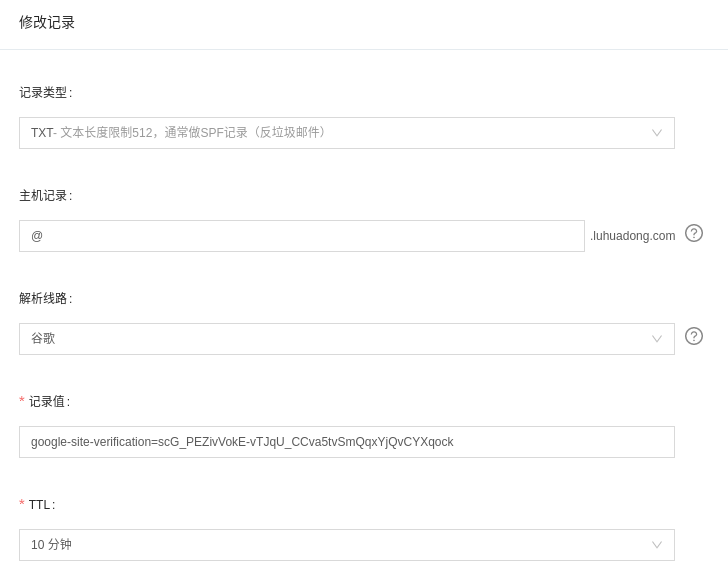 修改记录
记录类型:
TXT- 文本长度限制512，通常做SPF记录（反垃圾邮件）
主机记录:
@
.luhuadong.com
解析线路:
谷歌
* 记录值:
google-site-verification=scG_PEZivVokE-vTJqU_CCva5tvSmQqxYjQvCYXqock
* TTL:
10 分钟